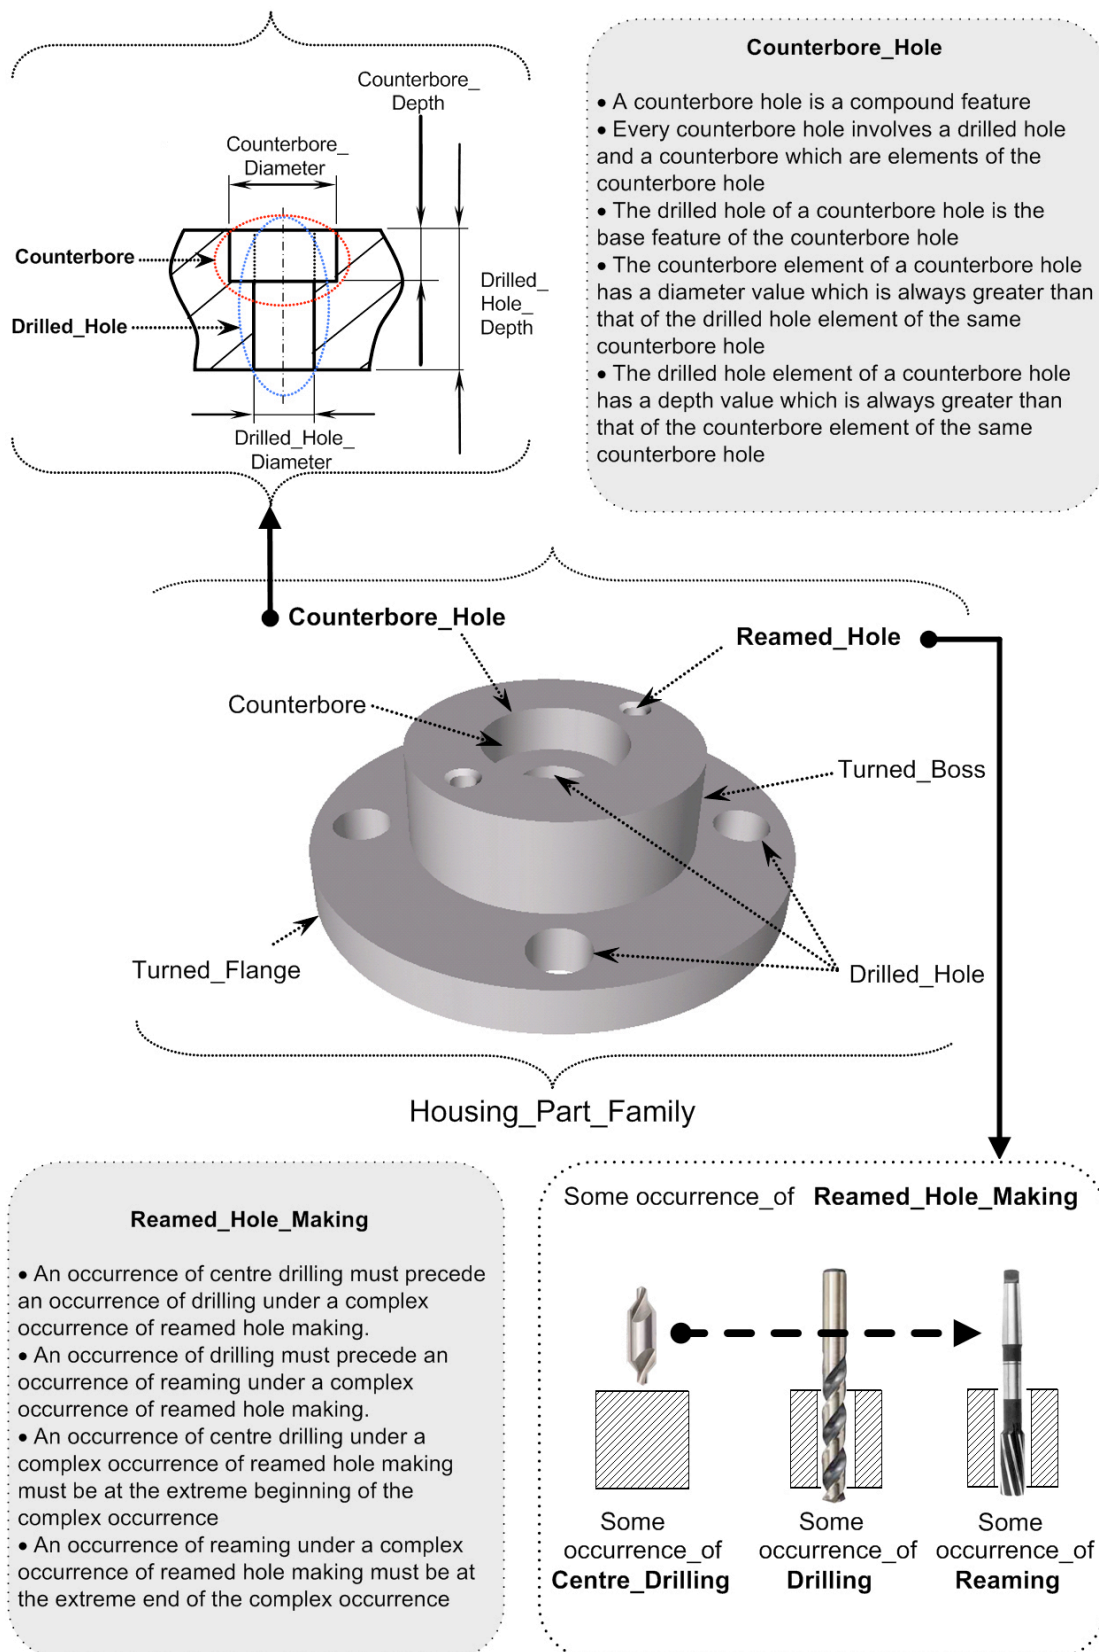 Counterbore_
Depth
Counterbore_
Diameter
Counterbore
Drilled_Hole
Drilled_
Hole_
Depth
Drilled_Hole_
Diameter
Counterbore_Hole
• A counterbore hole is a compound feature
• Every counterbore hole involves a drilled hole
and a counterbore which are elements of the
counterbore hole
• The drilled hole of a counterbore hole is the
base feature of the counterbore hole
• The counterbore element of a counterbore hole
has a diameter value which is always greater than
that of the drilled hole element of the same
counterbore hole
• The drilled hole element of a counterbore hole
has a depth value which is always greater than
that of the counterbore element of the same
counterbore hole
Counterbore_Hole
Reamed_Hole
Counterbore
Turned_Boss
Turned_Flange
Drilled_Hole
Housing_Part_Family
Reamed_Hole_Making
• An occurrence of centre drilling must precede
an occurrence of drilling under a complex
occurrence of reamed hole making.
• An occurrence of drilling must precede an
occurrence of reaming under a complex
occurrence of reamed hole making.
• An occurrence of centre drilling under a
complex occurrence of reamed hole making
must be at the extreme beginning of the
complex occurrence
• An occurrence of reaming under a complex
occurrence of reamed hole making must be at
the extreme end of the complex occurrence
Some occurrence_of Reamed_Hole_Making
Some
occurrence_of
Centre_Drilling
Some
occurrence_of
Drilling
Some
occurrence_of
Reaming